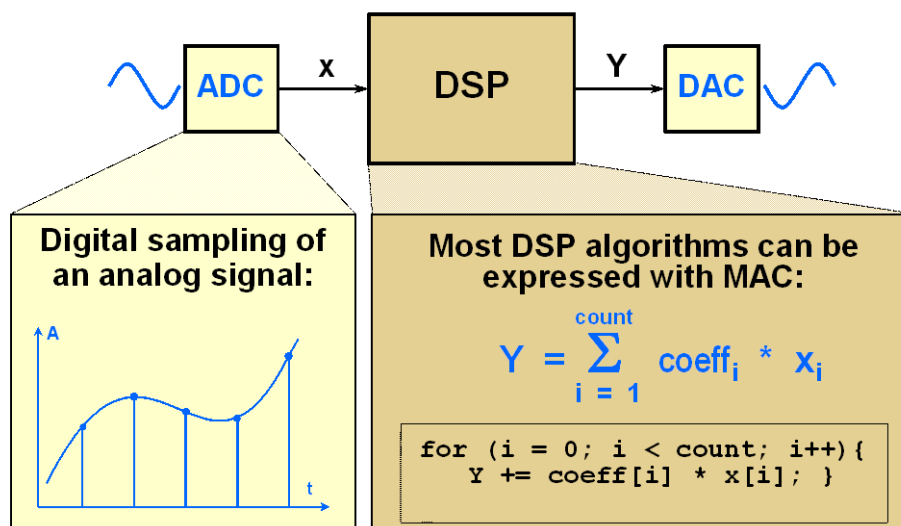 ADC
x
DSP
Y
DAC
Digital sampling of
an analog signal:
A
t
Most DSP algorithms can be
expressed with MAC:
count
Y = Σ coeffᵢ * xᵢ
i = 1
for (i = 0; i < count; i++){
Y += coeff[i] * x[i]; }